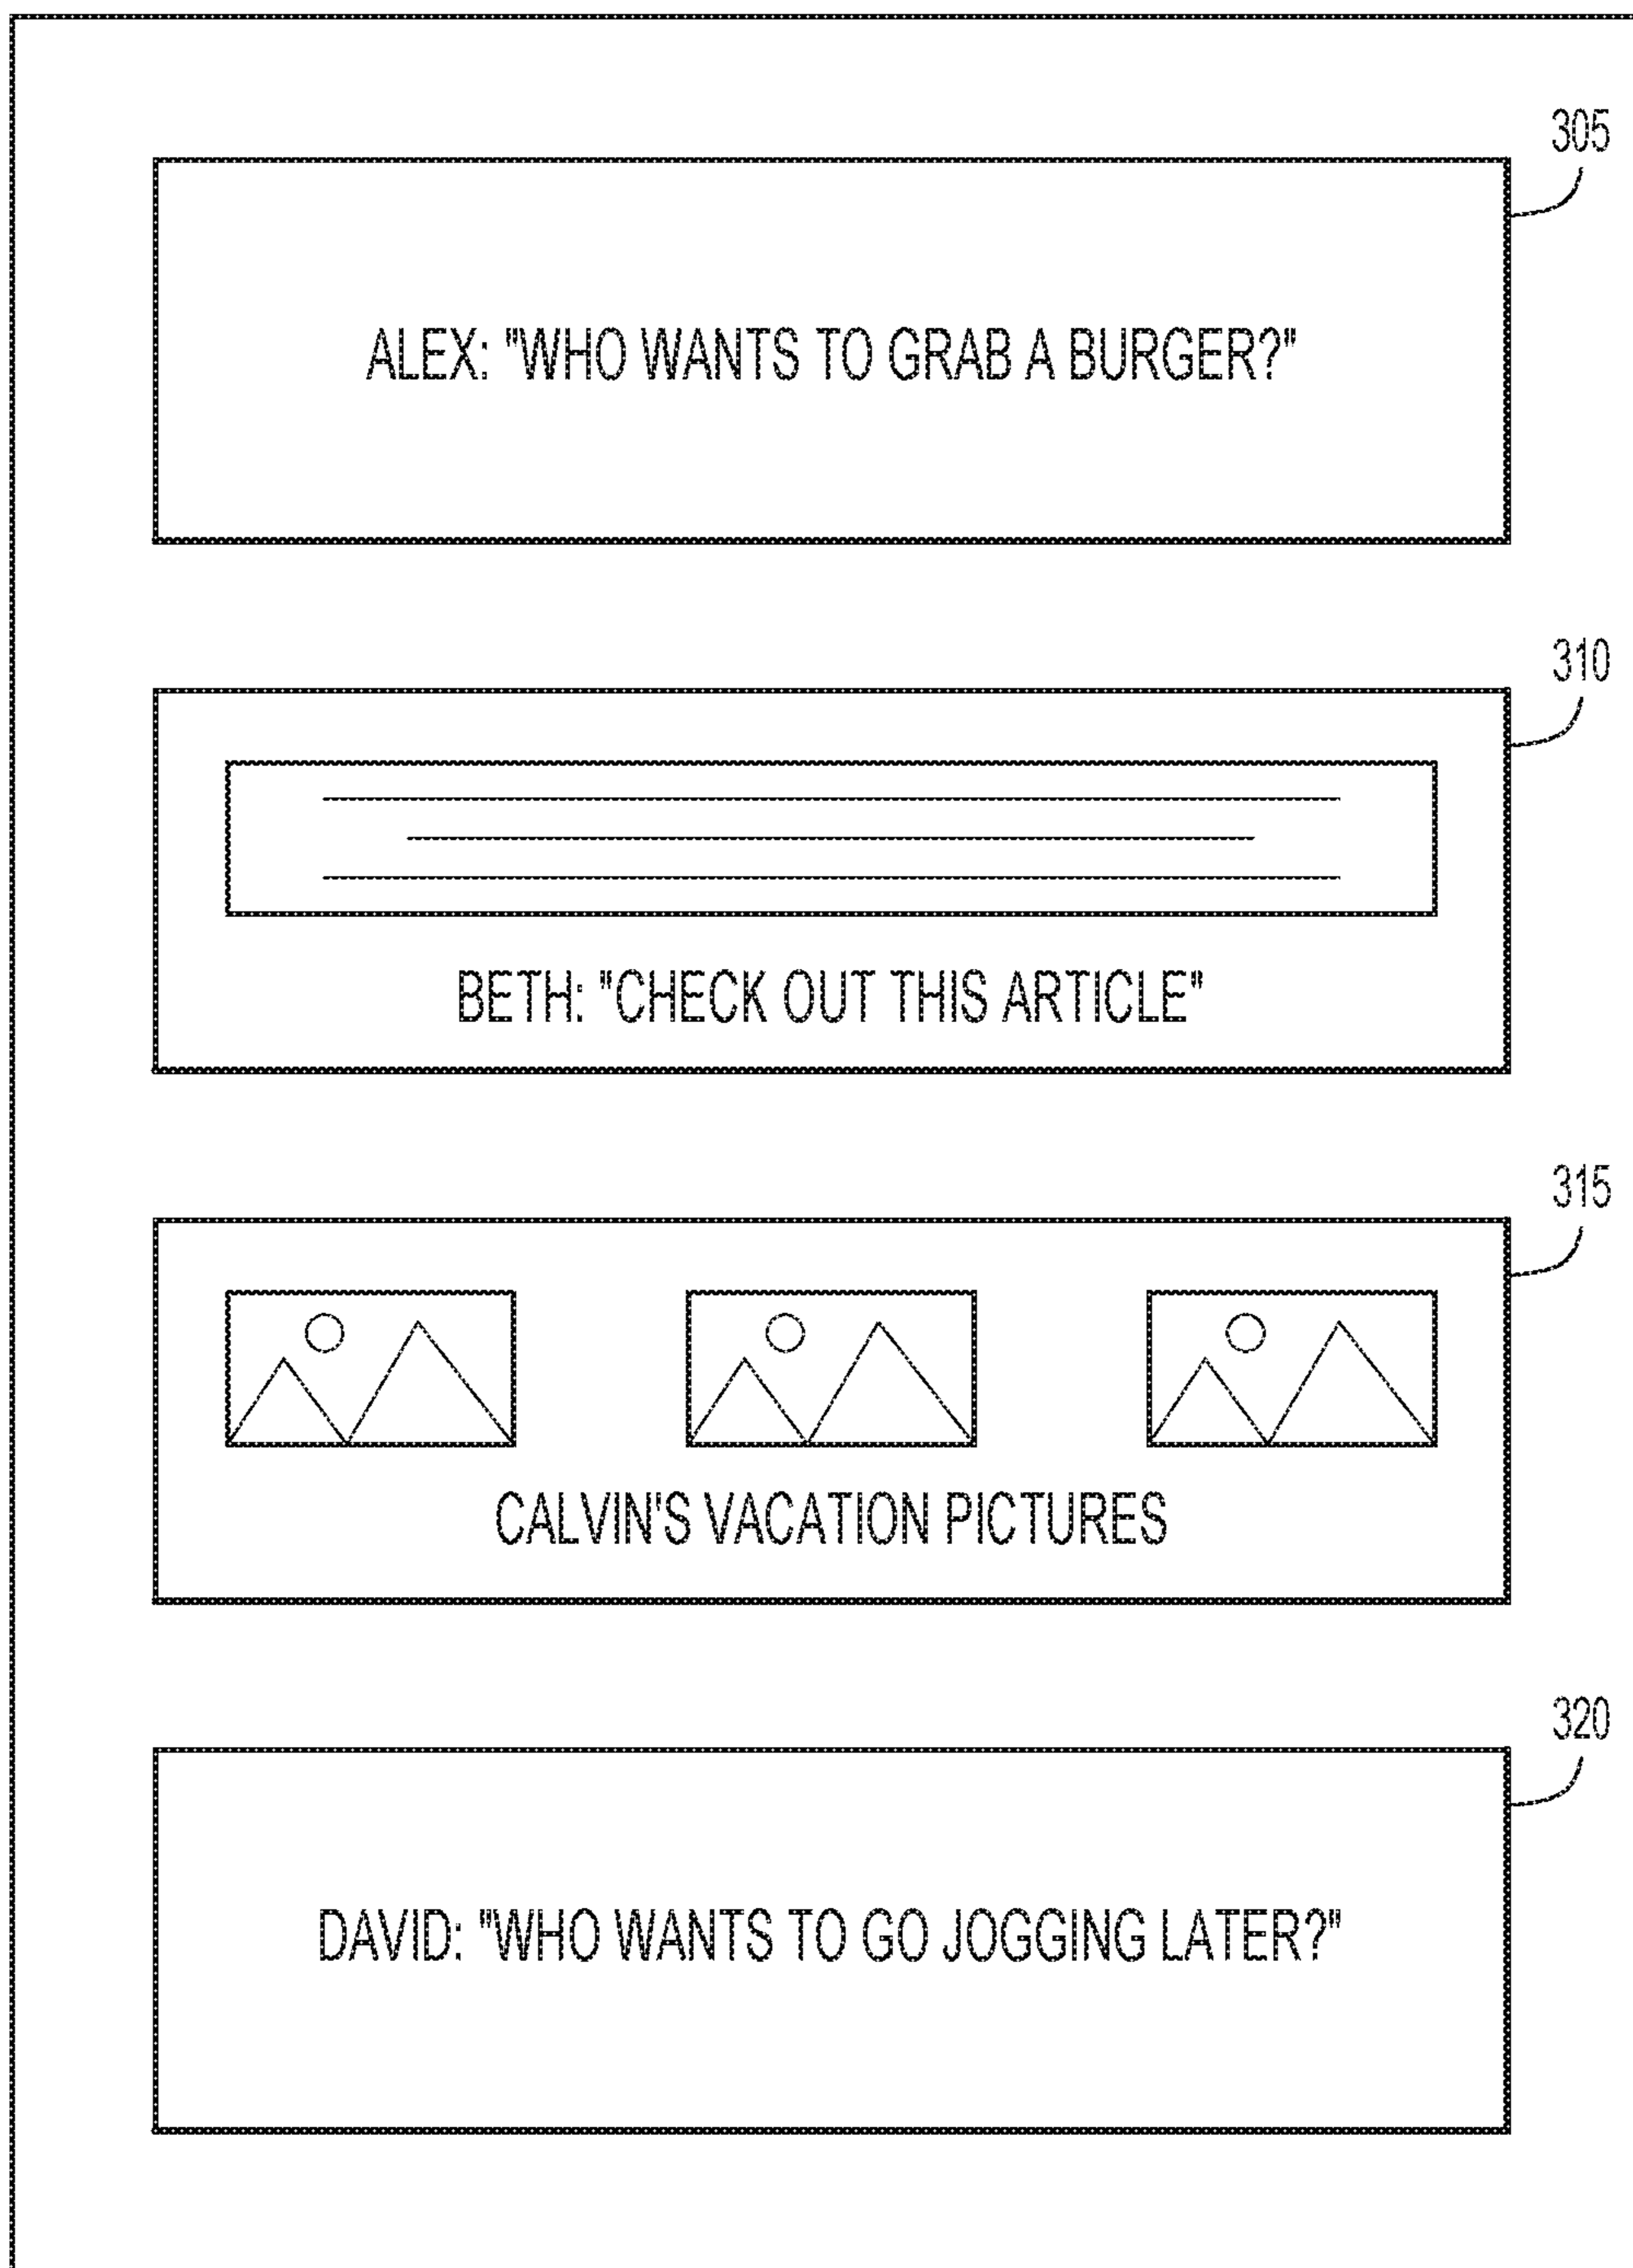 305
ALEX: "WHO WANTS TO GRAB A BURGER?"
310
BETH: "CHECK OUT THIS ARTICLE"
315
CALVIN'S VACATION PICTURES
320
DAVID: "WHO WANTS TO GO JOGGING LATER?"